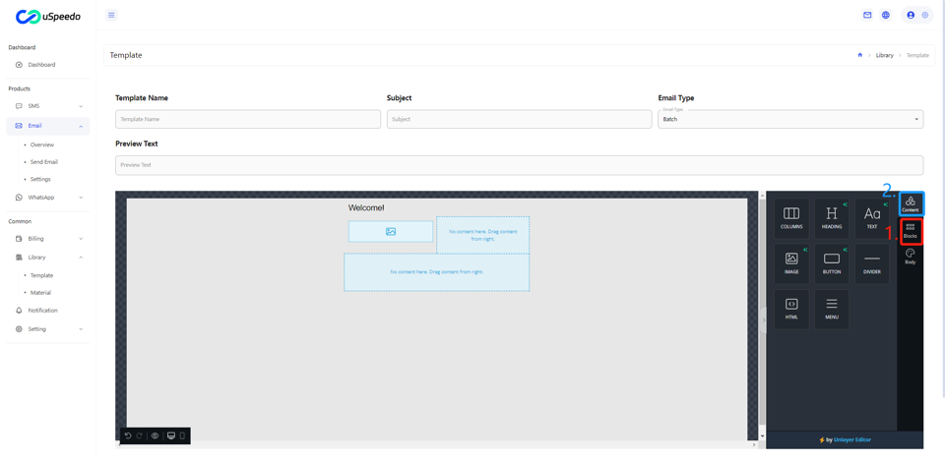 uSpeedo
Dashboard
Dashboard
Products
SMS
Email
Overview
Send Email
Settings
WhatsApp
Common
Billing
Library
Template
Material
Notification
Setting
Template
Library > Template
Template Name
Subject
Email Type
Template Name
Subject
Email Type
Batch
Preview Text
Preview Text
Welcome!
No content here. Drag content
from right.
No content here. Drag content from right.
2.
Content
1.
Blocks
Body
COLUMNS
HEADING
TEXT
IMAGE
BUTTON
DIVIDER
HTML
MENU
by Unlayer Editor